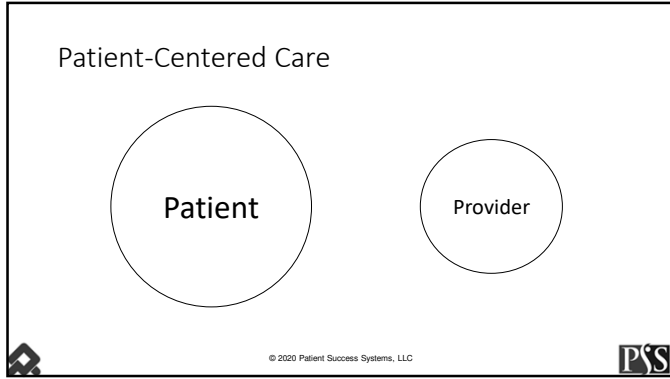 Patient-Centered Care
Patient
Provider
© 2020 Patient Success Systems, LLC
PSS